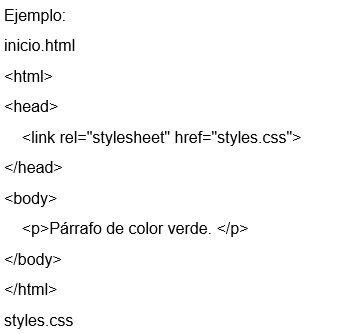 Ejemplo:
inicio.html
<html>
<head>
<link rel="stylesheet" href="styles.css">
</head>
<body>
<p>Párrafo de color verde. </p>
</body>
</html>
styles.css